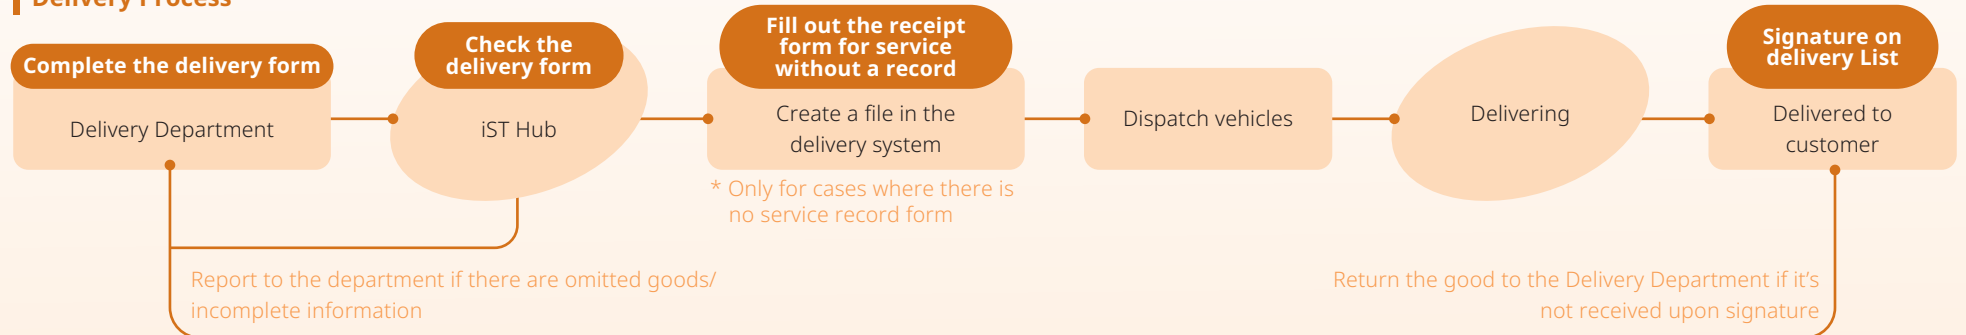 Delivery Process
Complete the delivery form
Delivery Department
Check the
delivery form
iST Hub
Fill out the receipt
form for service
without a record
Create a file in the
delivery system
* Only for cases where there is
no service record form
Dispatch vehicles
Delivering
Signature on
delivery List
Delivered to
customer
Report to the department if there are omitted goods/
incomplete information
Return the good to the Delivery Department if it's
not received upon signature